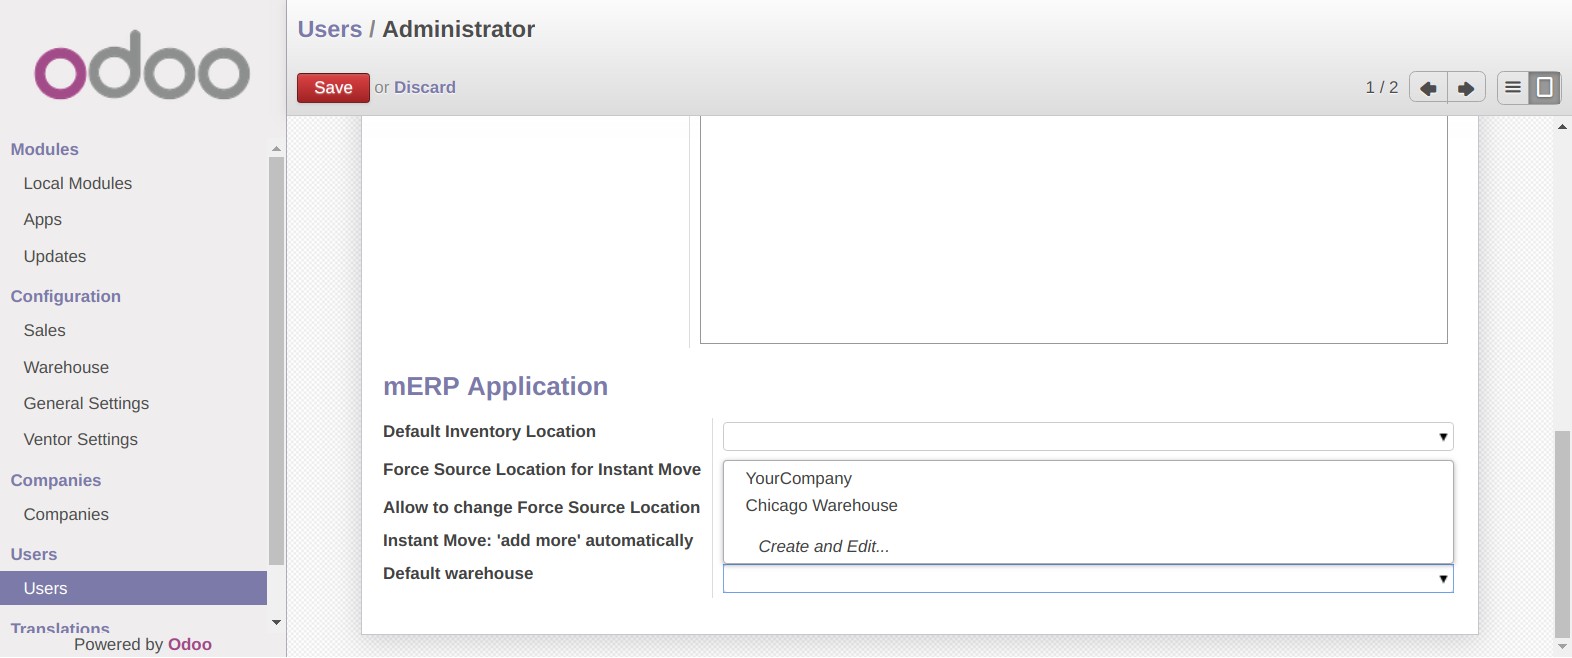 odoo
Modules
Local Modules
Apps
Updates
Configuration
Sales
Warehouse
General Settings
Ventor Settings
Companies
Companies
Users
Users
Translations
Powered by Odoo
Users / Administrator
Save or Discard
1 / 2
mERP Application
Default Inventory Location
Force Source Location for Instant Move
Allow to change Force Source Location
Instant Move: 'add more' automatically
Default warehouse
YourCompany
Chicago Warehouse
Create and Edit...